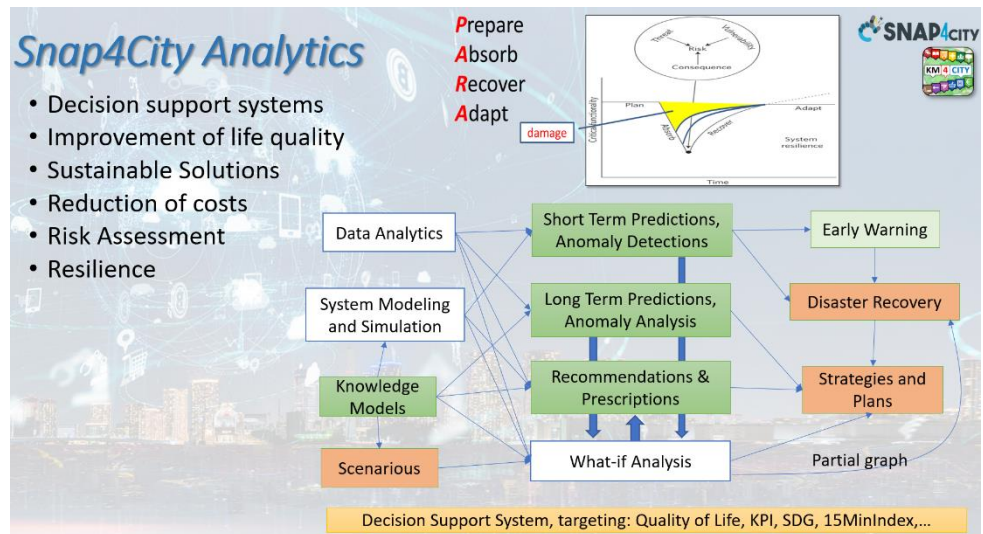 Snap4City Analytics
• Decision support systems
• Improvement of life quality
• Sustainable Solutions
• Reduction of costs
• Risk Assessment
• Resilience
Prepare
Absorb
Recover
Adapt
damage
Threat
Vulnerability
Risk
Consequence
Critical functionality
Plan
Adapt
Absorb
Recover
System
resilience
Time
SNAP4CITY
KM4CITY
Data Analytics
System Modeling
and Simulation
Knowledge
Models
Scenarious
Short Term Predictions,
Anomaly Detections
Long Term Predictions,
Anomaly Analysis
Recommendations &
Prescriptions
What-if Analysis
Early Warning
Disaster Recovery
Strategies and
Plans
Partial graph
Decision Support System, targeting: Quality of Life, KPI, SDG, 15MinIndex,...